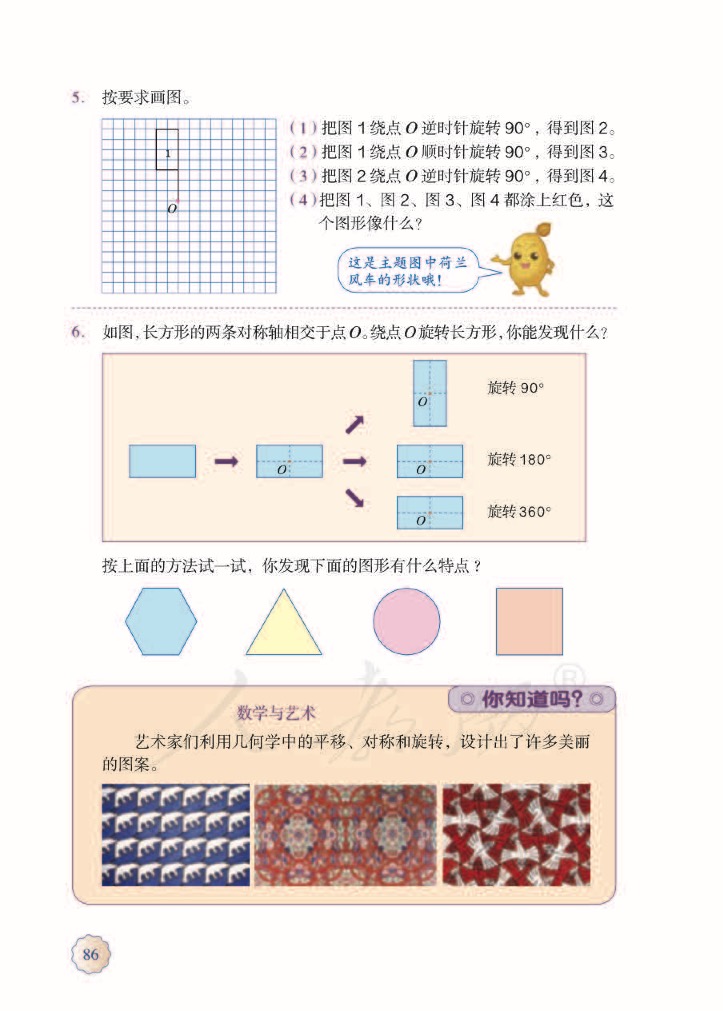 5. 按要求画图。
1
O
（1）把图 1 绕点 O 逆时针旋转 90°，得到图 2。
（2）把图 1 绕点 O 顺时针旋转 90°，得到图 3。
（3）把图 2 绕点 O 逆时针旋转 90°，得到图 4。
（4）把图 1、图 2、图 3、图 4 都涂上红色，这
个图形像什么？
这是主题图中荷兰
风车的形状哦！
6. 如图，长方形的两条对称轴相交于点 O。绕点 O 旋转长方形，你能发现什么？
O 旋转 90°
O O 旋转 180°
O 旋转 360°
按上面的方法试一试，你发现下面的图形有什么特点？
人教网®
你知道吗？
数学与艺术
艺术家们利用几何学中的平移、对称和旋转，设计出了许多美丽
的图案。
86